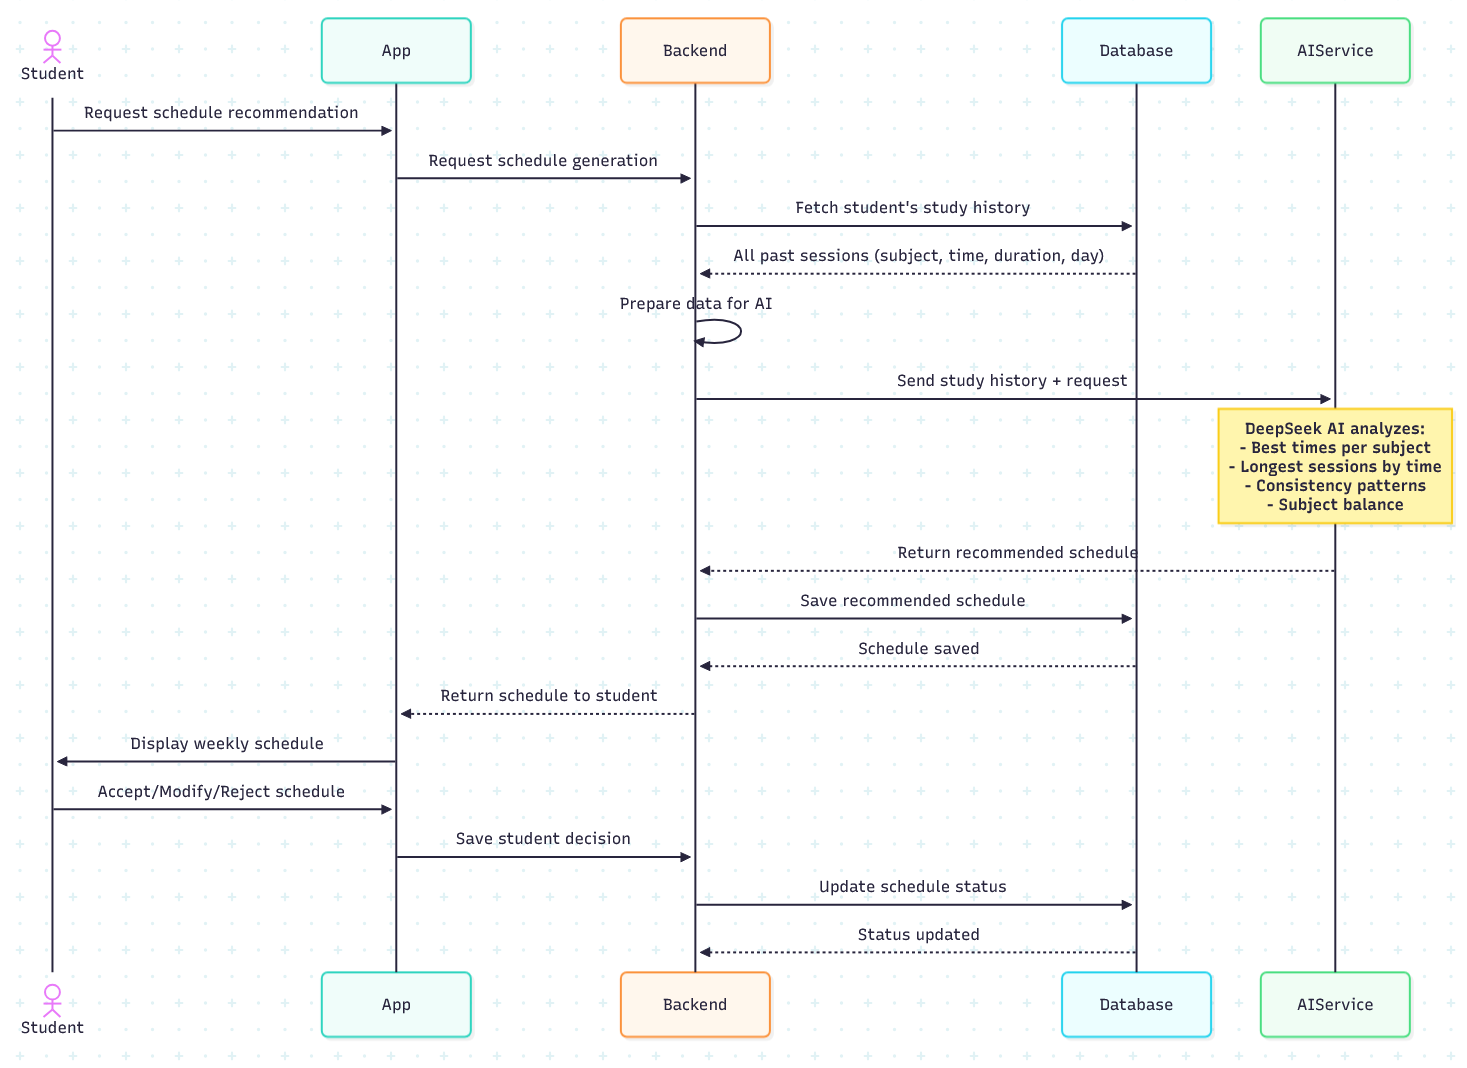 Student
App
Backend
Database
AIService
Request schedule recommendation
Request schedule generation
Fetch student's study history
All past sessions (subject, time, duration, day)
Prepare data for AI
Send study history + request
DeepSeek AI analyzes:
- Best times per subject
- Longest sessions by time
- Consistency patterns
- Subject balance
Return recommended schedule
Save recommended schedule
Schedule saved
Return schedule to student
Display weekly schedule
Accept/Modify/Reject schedule
Save student decision
Update schedule status
Status updated
Student
App
Backend
Database
AIService